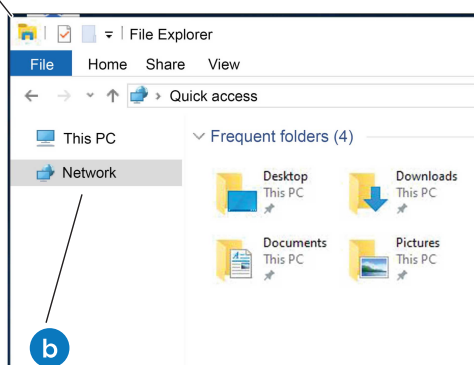 File Explorer
File Home Share View
Quick access
This PC
Network
Frequent folders (4)
Desktop
This PC
Downloads
This PC
Documents
This PC
Pictures
This PC
b